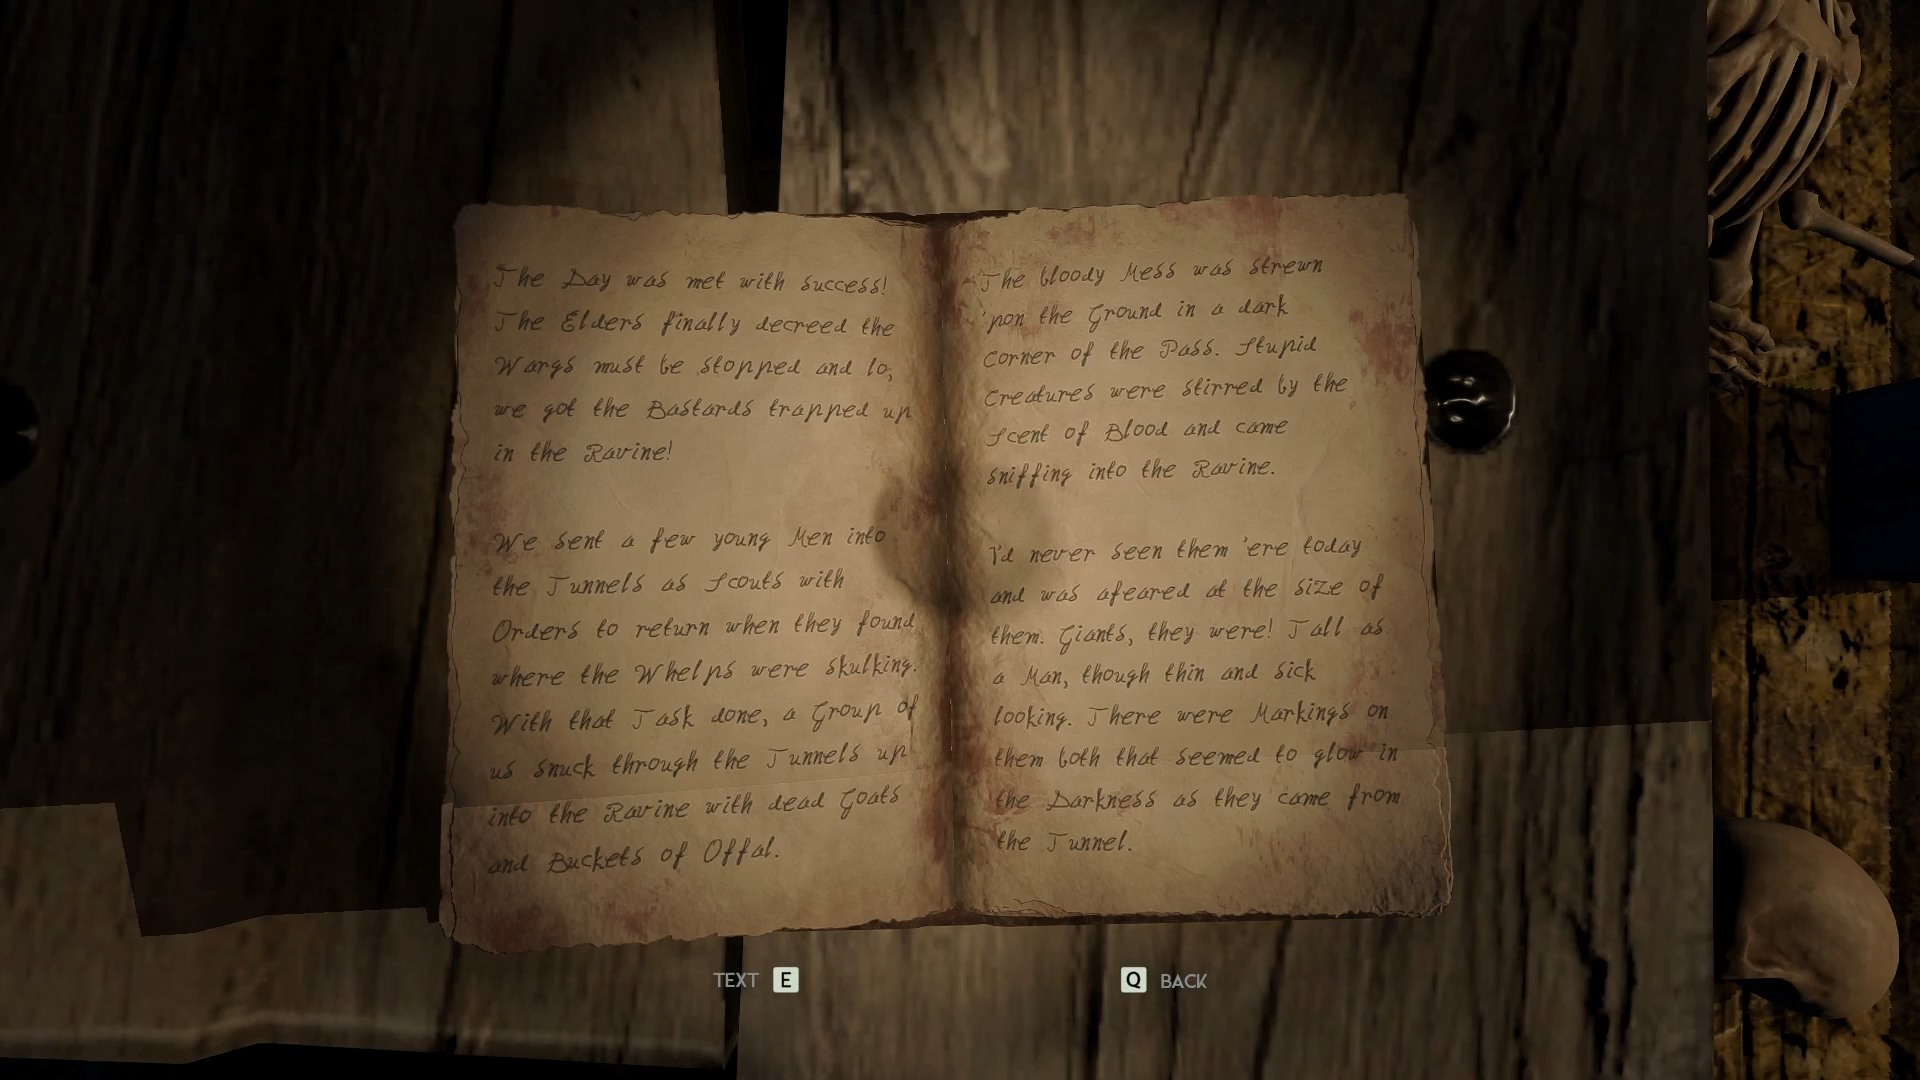 The Day was met with success!
The Elders finally decreed the
Wargs must be stopped and lo,
we got the Bastards trapped up
in the Ravine!
We sent a few young Men into
the Tunnels as Scouts with
Orders to return when they found
where the Whelps were skulking.
With that Task done, a Group of
us snuck through the Tunnels up
into the Ravine with dead Goats
and Buckets of Offal.
The bloody Mess was strewn
'pon the Ground in a dark
corner of the Pass. Stupid
creatures were stirred by the
Scent of Blood and came
sniffing into the Ravine.
I'd never seen them 'ere today
and was afeared at the size of
them. Giants, they were! Tall as
a Man, though thin and sick
looking. There were Markings on
them both that seemed to glow in
the Darkness as they came from
the Tunnel.
TEXT E
Q BACK